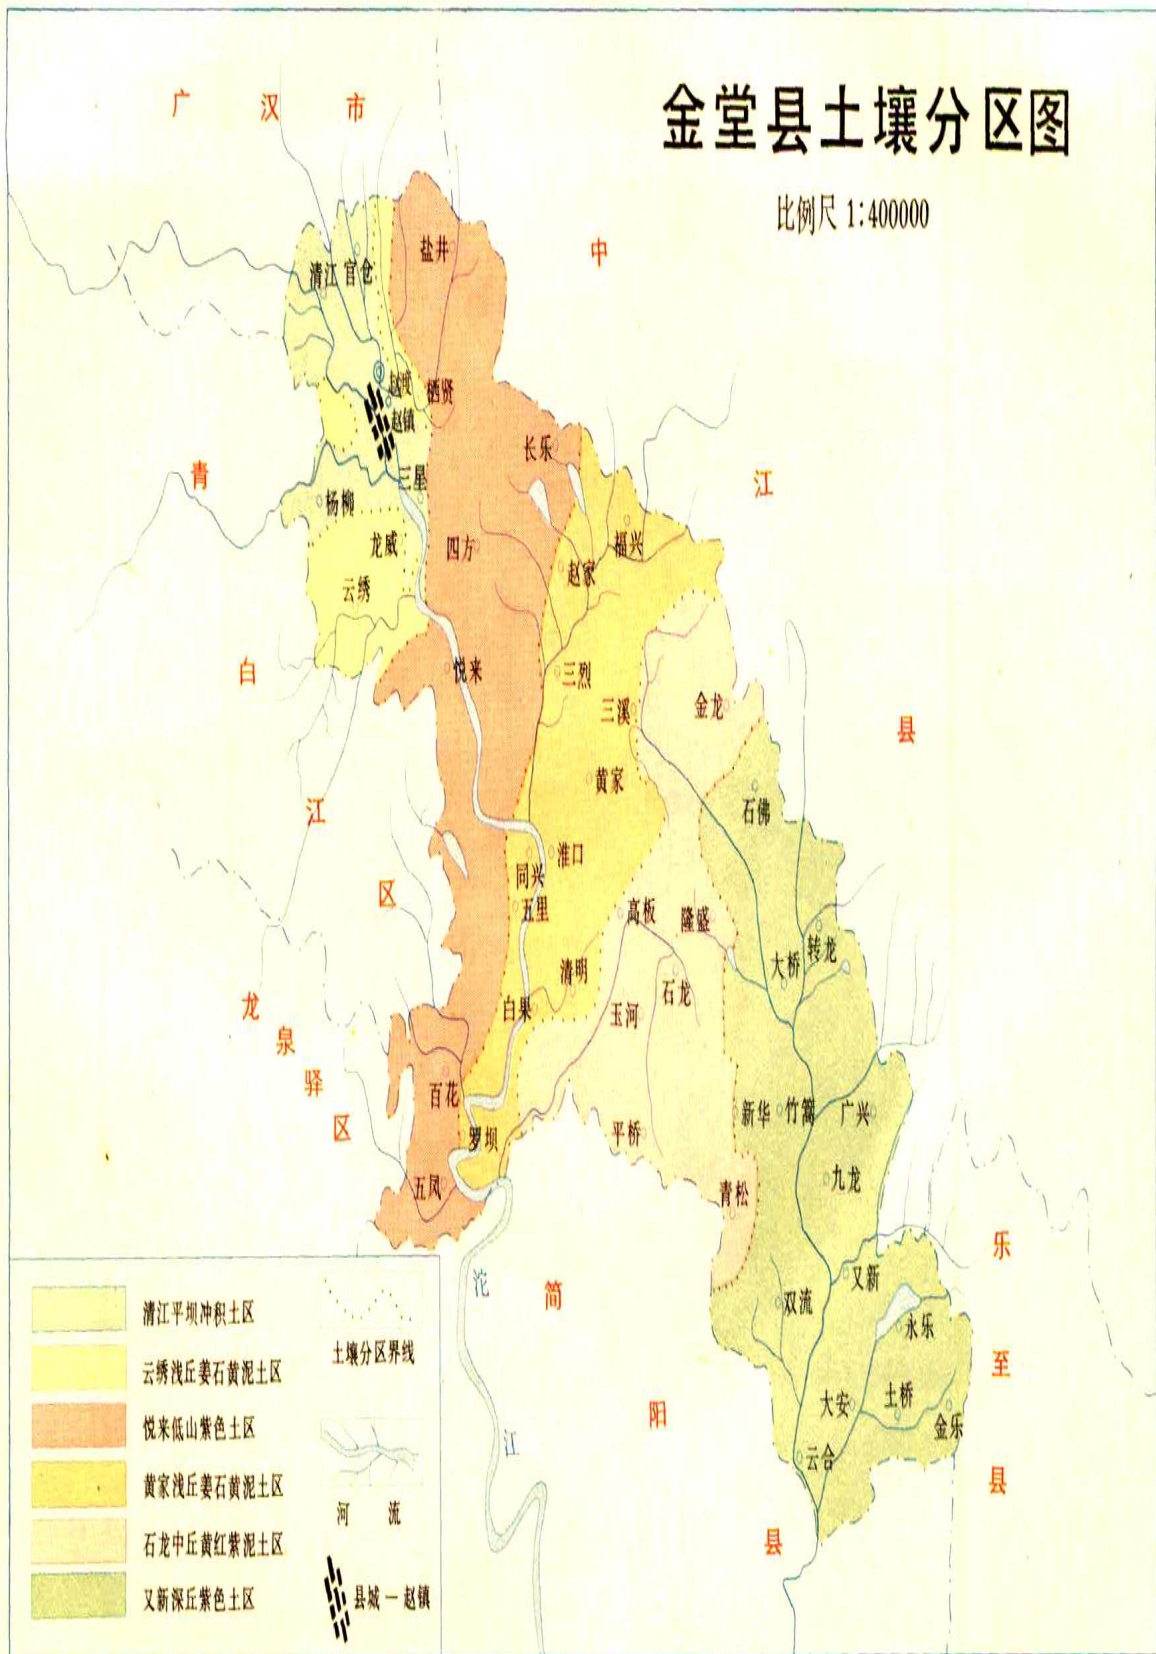 金堂县土壤分区图
比例尺 1:400000
广汉市
中江县
青白江区
龙泉驿区
简阳县
乐至县
沱江
盐井
清江
官仓
赵度
赵镇
栖贤
长乐
三星
杨柳
龙威
云绣
四方
福兴
赵家
悦来
三烈
三溪
金龙
黄家
石佛
淮口
同兴
五里
高板
隆盛
转龙
大桥
清明
石龙
白果
玉河
百花
新华
竹篙
广兴
罗坝
平桥
九龙
五凤
青松
又新
双流
永乐
大安
土桥
金乐
云合
清江平坝冲积土区
云绣浅丘姜石黄泥土区
悦来低山紫色土区
黄家浅丘姜石黄泥土区
石龙中丘黄红紫泥土区
又新深丘紫色土区
土壤分区界线
河流
县城—赵镇